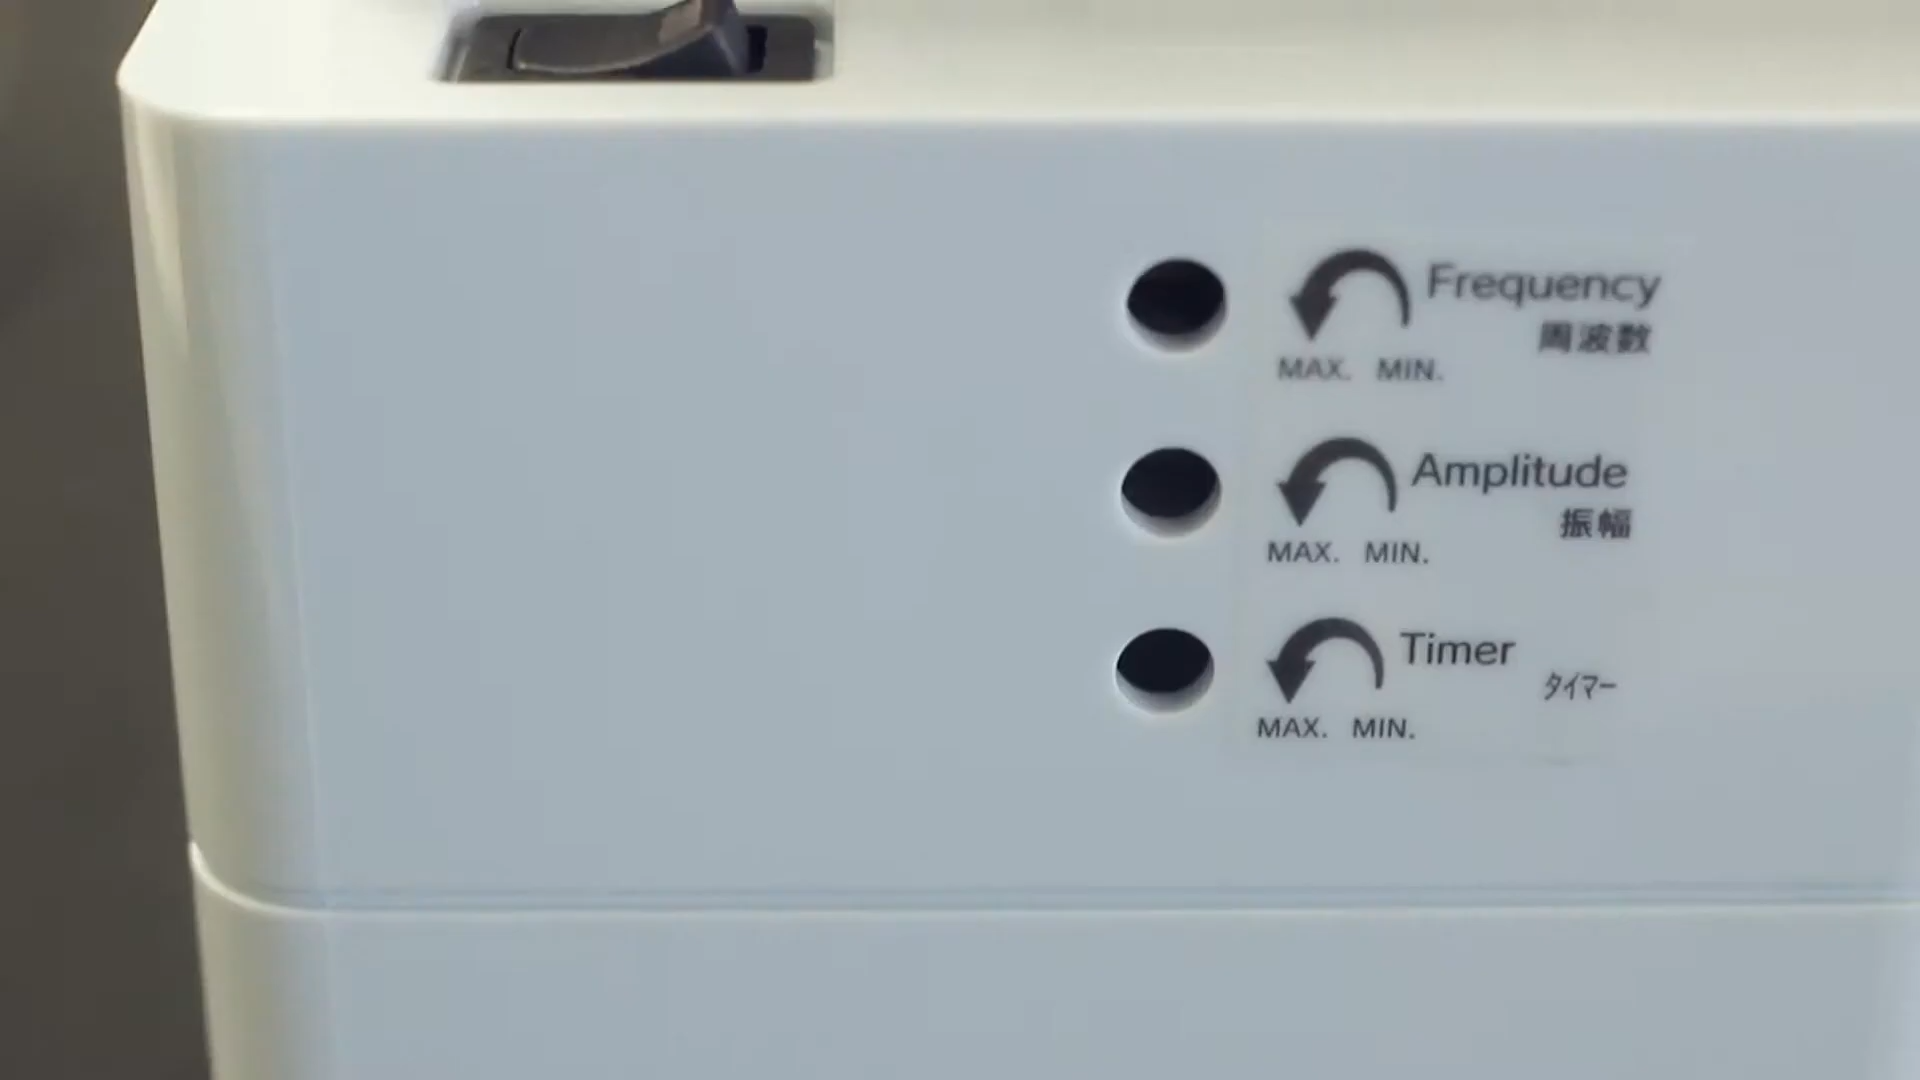 Frequency
周波数
MAX. MIN.
Amplitude
振幅
MAX. MIN.
Timer
ﾀｲﾏｰ
MAX. MIN.